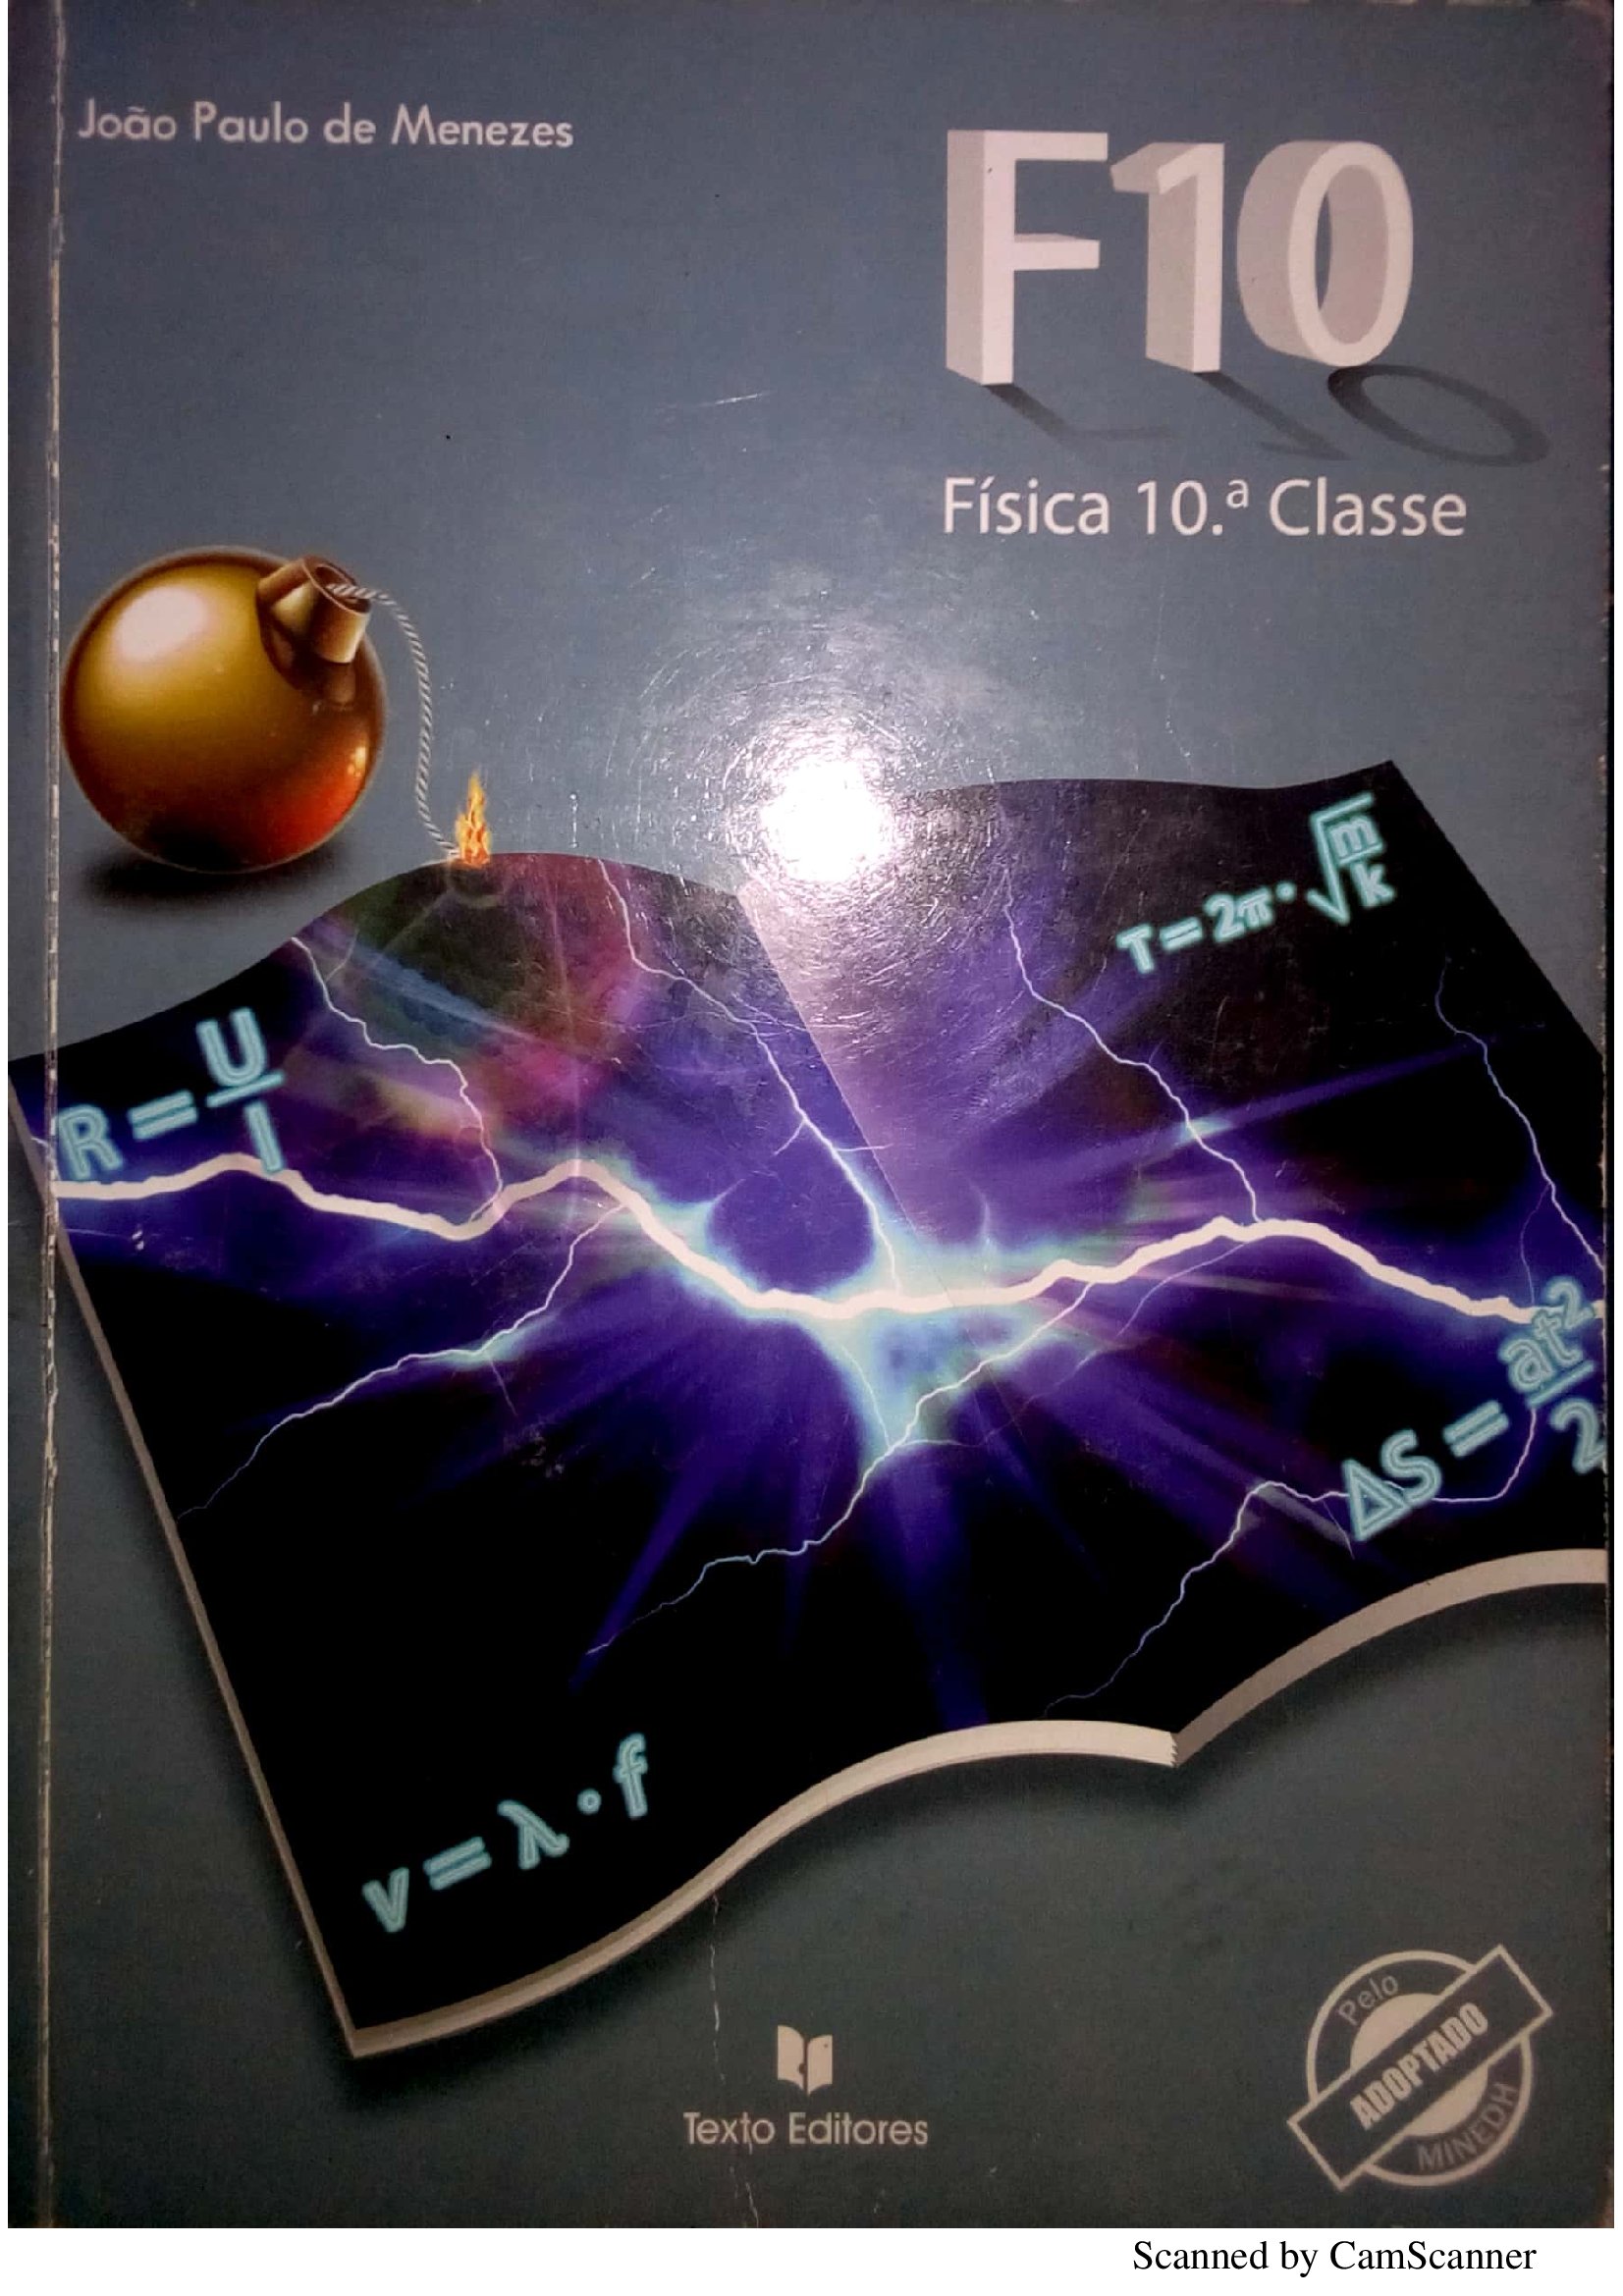 João Paulo de Menezes
F10
Física 10.ª Classe
T=2π·√m/k
R=U/I
ΔS=at²/2
v=λ·f
Texto Editores
Pelo
ADOPTADO
MINEDH
Scanned by CamScanner